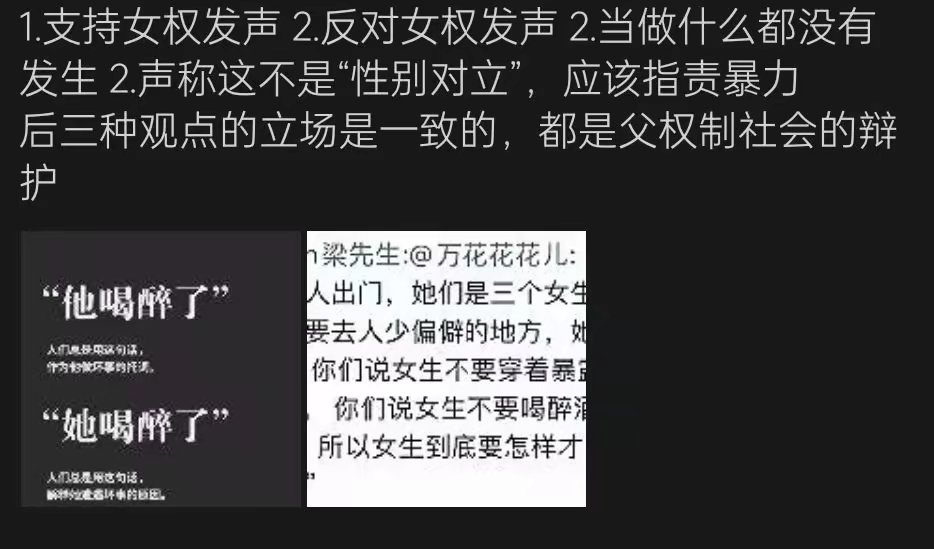 1.支持女权发声 2.反对女权发声 2.当做什么都没有
发生 2.声称这不是“性别对立”，应该指责暴力
后三种观点的立场是一致的，都是父权制社会的辩
护
“他喝醉了”
人们总是用这句话，
作为他做坏事的托词。
“她喝醉了”
人们总是用这句话，
解释她遭遇坏事的原因。
梁先生:@万花花花儿:
人出门，她们是三个女生
要去人少偏僻的地方，她
你们说女生不要穿着暴露
，你们说女生不要喝醉酒
所以女生到底要怎样才
”